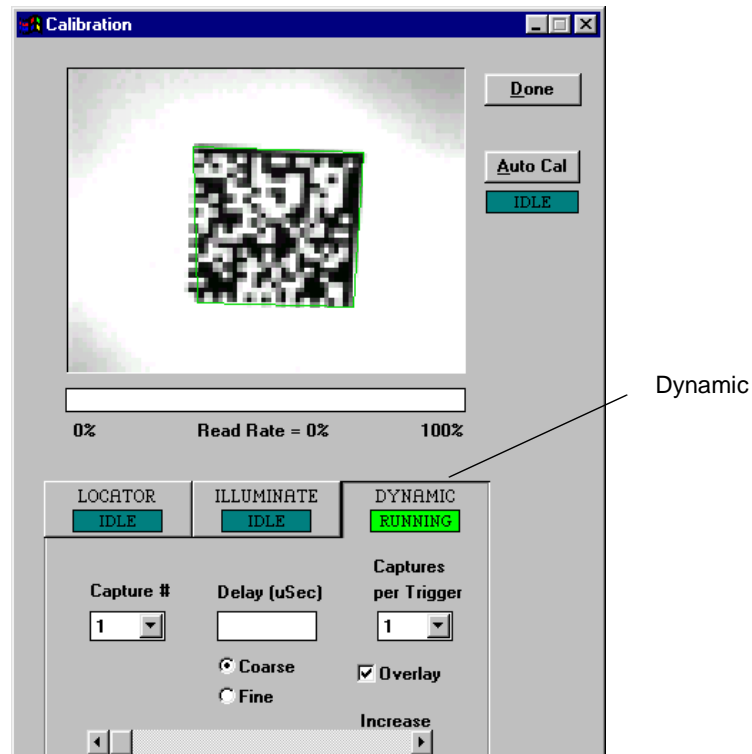 Calibration
Done
Auto Cal
IDLE
Dynamic
0% Read Rate = 0% 100%
LOCATOR ILLUMINATE DYNAMIC
IDLE IDLE RUNNING
Captures
Capture # Delay (uSec) per Trigger
1 1
Coarse Overlay
Fine
Increase